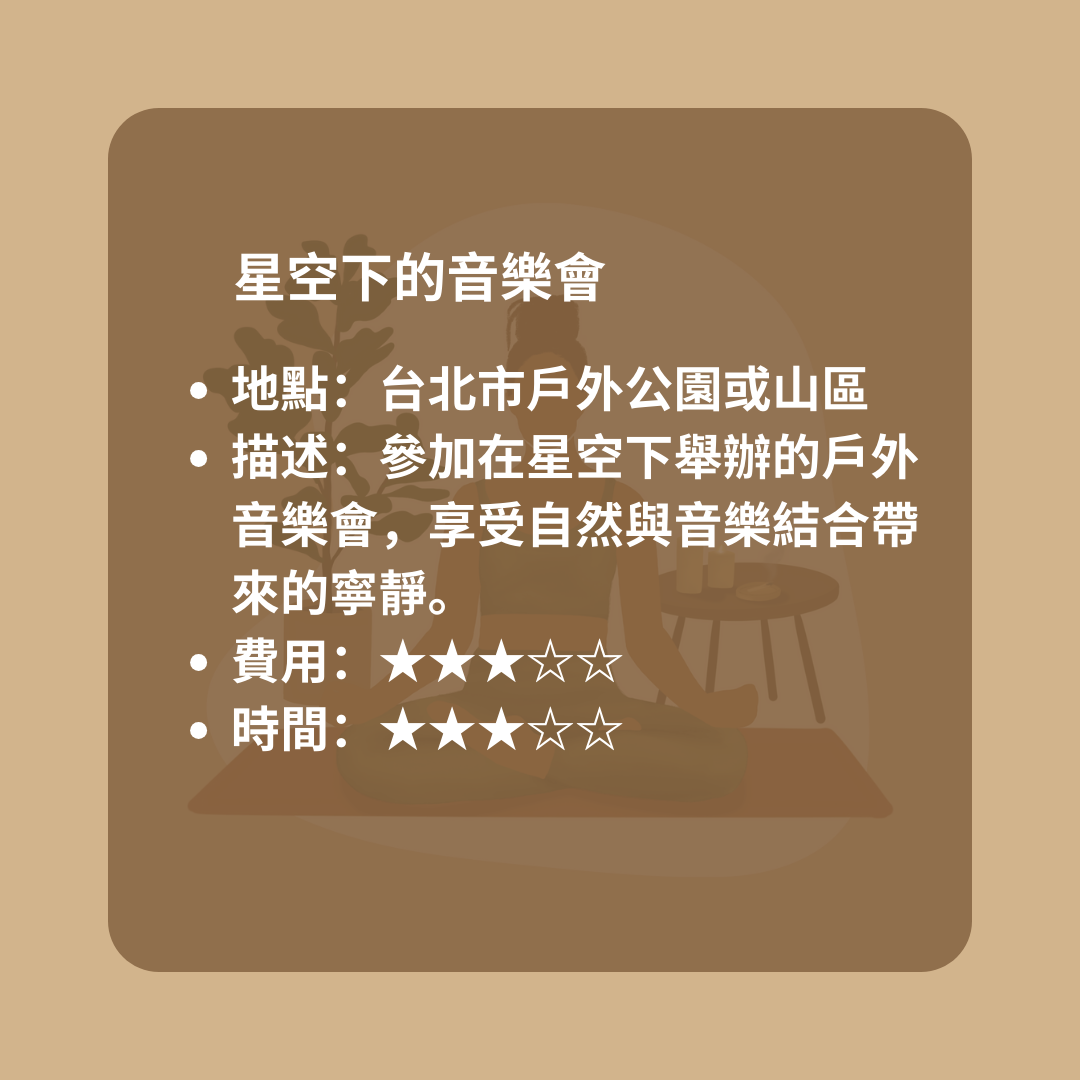 星空下的音樂會
• 地點：台北市戶外公園或山區
• 描述：參加在星空下舉辦的戶外
音樂會，享受自然與音樂結合帶
來的寧靜。
• 費用：★★★☆☆
• 時間：★★★☆☆